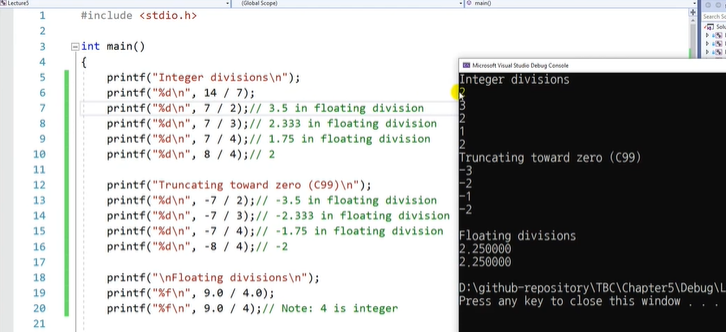 Lecture5
(Global Scope)
main()
Search So
1 #include <stdio.h>
2
3 int main()
4 {
5 printf("Integer divisions\n");
6 printf("%d\n", 14 / 7);
7 printf("%d\n", 7 / 2);// 3.5 in floating division
8 printf("%d\n", 7 / 3);// 2.333 in floating division
9 printf("%d\n", 7 / 4);// 1.75 in floating division
10 printf("%d\n", 8 / 4);// 2
11
12 printf("Truncating toward zero (C99)\n");
13 printf("%d\n", -7 / 2);// -3.5 in floating division
14 printf("%d\n", -7 / 3);// -2.333 in floating division
15 printf("%d\n", -7 / 4);// -1.75 in floating division
16 printf("%d\n", -8 / 4);// -2
17
18 printf("\nFloating divisions\n");
19 printf("%f\n", 9.0 / 4.0);
20 printf("%f\n", 9.0 / 4);// Note: 4 is integer
21
Microsoft Visual Studio Debug Console
Integer divisions
2
3
2
1
2
Truncating toward zero (C99)
-3
-2
-1
-2
Floating divisions
2.250000
2.250000
D:\github-repository\TBC\Chapter5\Debug\L
Press any key to close this window . . .